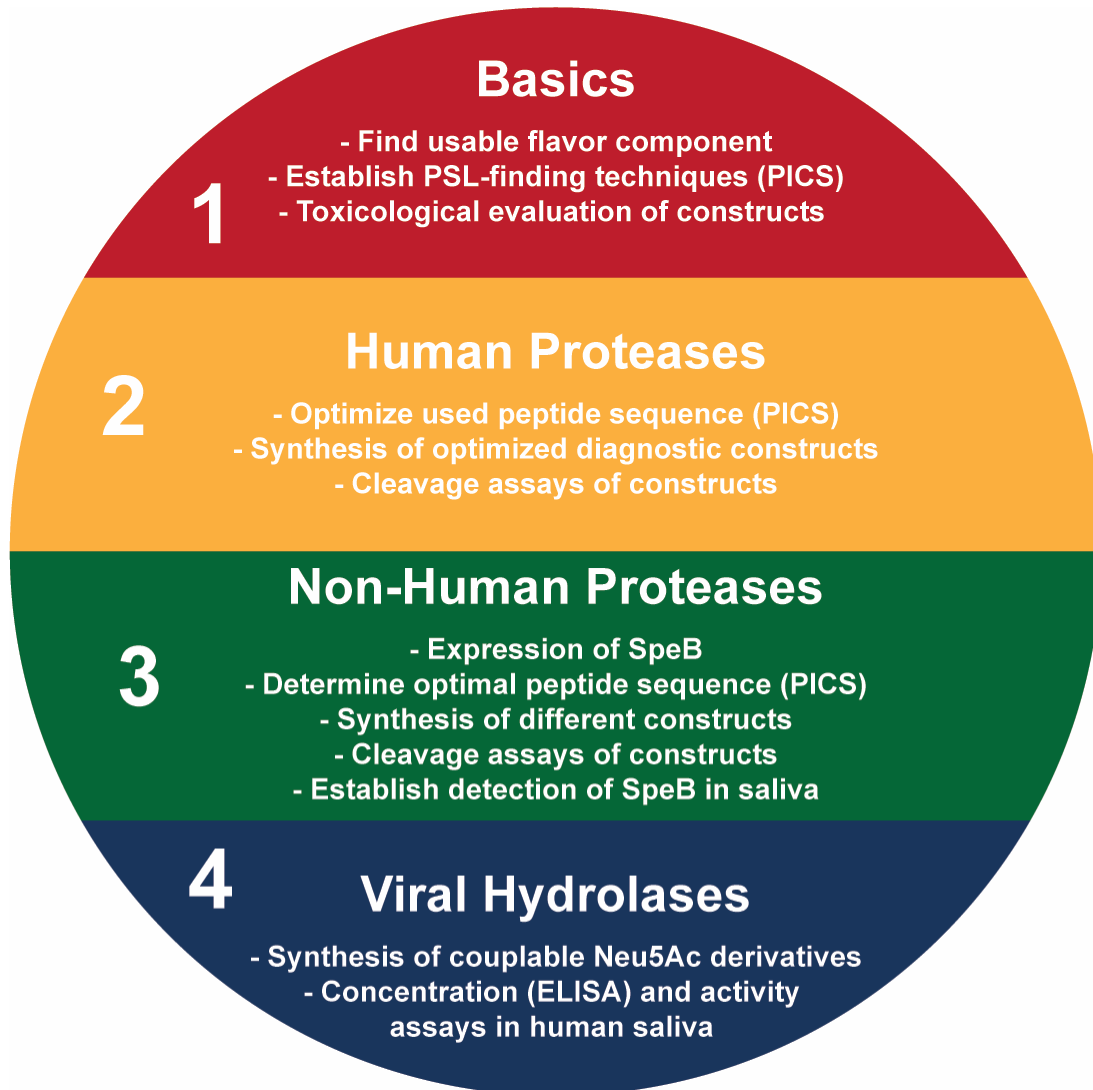 Basics
- Find usable flavor component
- Establish PSL-finding techniques (PICS)
1
- Toxicological evaluation of constructs
Human Proteases
2
- Optimize used peptide sequence (PICS)
- Synthesis of optimized diagnostic constructs
- Cleavage assays of constructs
Non-Human Proteases
3
- Expression of SpeB
- Determine optimal peptide sequence (PICS)
- Synthesis of different constructs
- Cleavage assays of constructs
- Establish detection of SpeB in saliva
4
Viral Hydrolases
- Synthesis of couplable Neu5Ac derivatives
- Concentration (ELISA) and activity
assays in human saliva